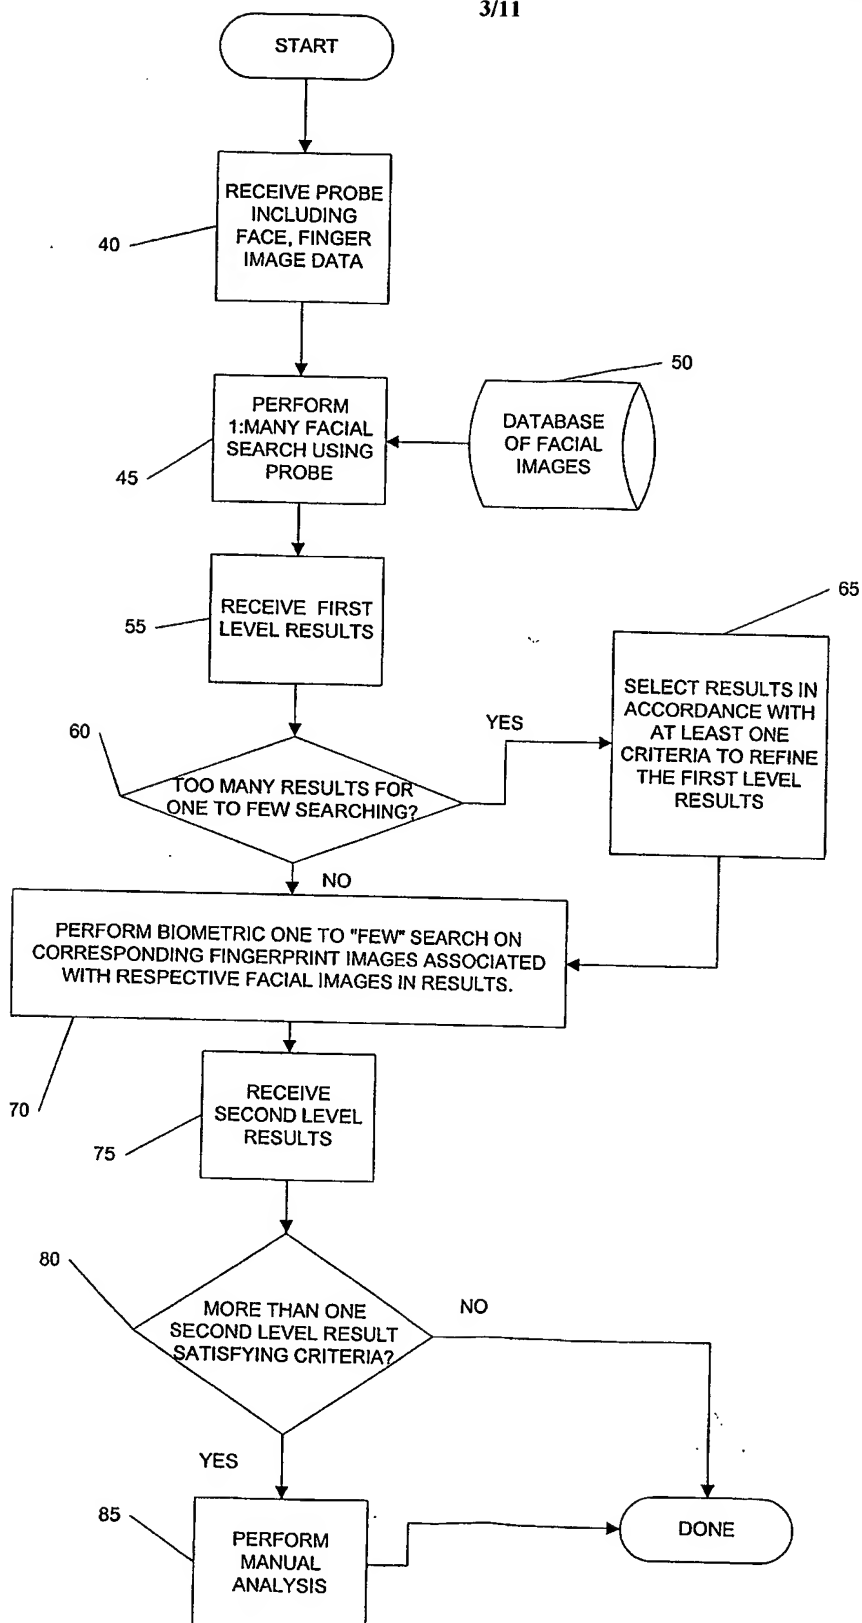 3/11
START
RECEIVE PROBE
INCLUDING
FACE, FINGER
IMAGE DATA
40
50
PERFORM
1:MANY FACIAL
SEARCH USING
PROBE
45
DATABASE
OF FACIAL
IMAGES
RECEIVE FIRST
LEVEL RESULTS
55
65
SELECT RESULTS IN
ACCORDANCE WITH
AT LEAST ONE
CRITERIA TO REFINE
THE FIRST LEVEL
RESULTS
60
YES
TOO MANY RESULTS FOR
ONE TO FEW SEARCHING?
NO
PERFORM BIOMETRIC ONE TO "FEW" SEARCH ON
CORRESPONDING FINGERPRINT IMAGES ASSOCIATED
WITH RESPECTIVE FACIAL IMAGES IN RESULTS.
70
RECEIVE
SECOND LEVEL
RESULTS
75
80
MORE THAN ONE
SECOND LEVEL RESULT
SATISFYING CRITERIA?
NO
YES
85
PERFORM
MANUAL
ANALYSIS
DONE